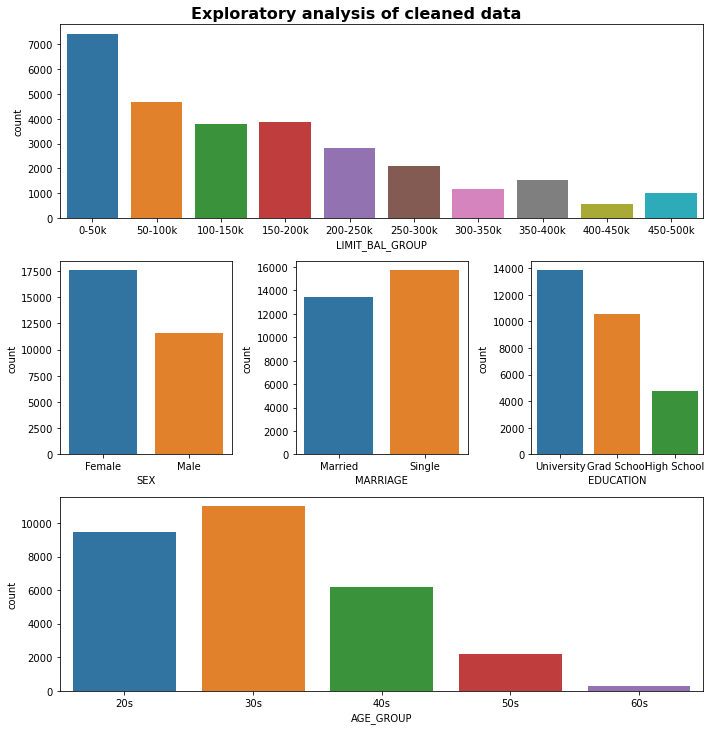 Exploratory analysis of cleaned data
7000
6000
5000
4000
3000
2000
1000
0
count
0-50k 50-100k 100-150k 150-200k 200-250k 250-300k 300-350k 350-400k 400-450k 450-500k
LIMIT_BAL_GROUP
17500
15000
12500
10000
7500
5000
2500
0
count
Female Male
SEX
16000
14000
12000
10000
8000
6000
4000
2000
0
count
Married Single
MARRIAGE
14000
12000
10000
8000
6000
4000
2000
0
count
University Grad School High School
EDUCATION
10000
8000
6000
4000
2000
0
count
20s 30s 40s 50s 60s
AGE_GROUP